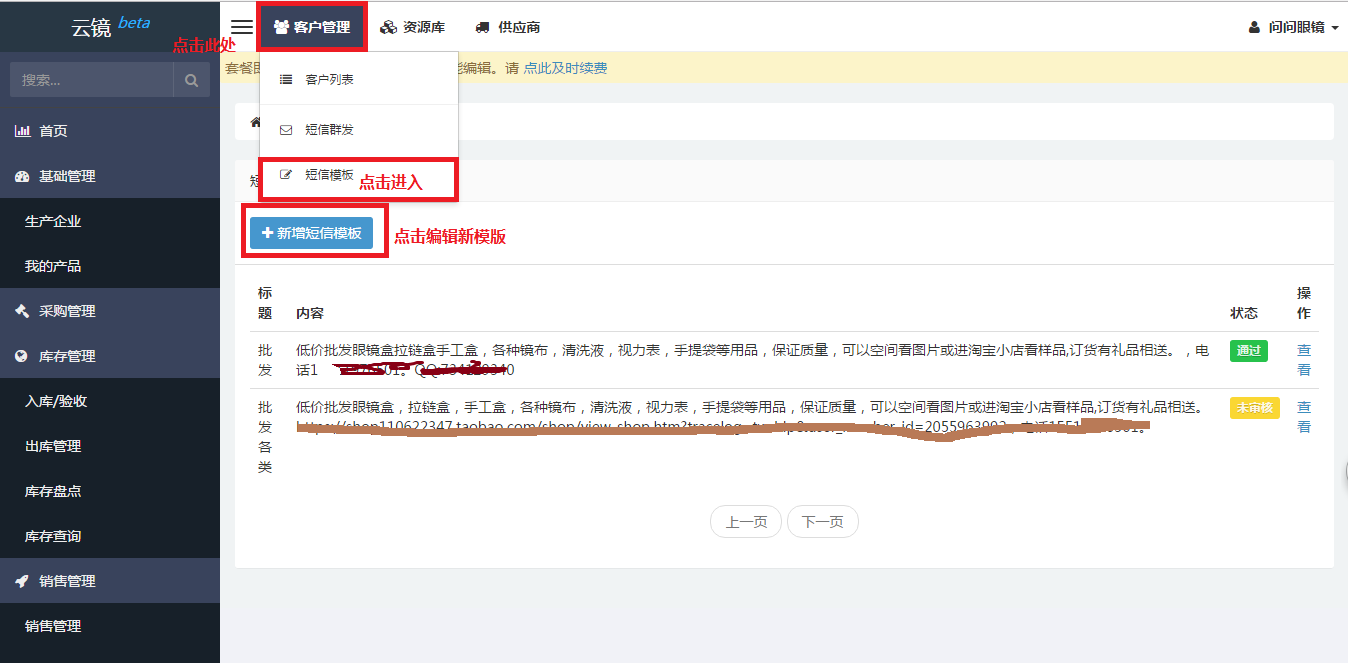 云镜 beta
客户管理
资源库
供应商
问问眼镜
点击此处
搜索...
首页
基础管理
生产企业
我的产品
采购管理
库存管理
入库/验收
出库管理
库存盘点
库存查询
销售管理
销售管理
能编辑。请 点此及时续费
客户列表
短信群发
短信模板
点击进入
新增短信模板
点击编辑新模版
标题
内容
状态
操作
批发
低价批发眼镜盒拉链盒手工盒，各种镜布，清洗液，视力表，手提袋等用品，保证质量，可以空间看图片或进淘宝小店看样品,订货有礼品相送。，电
话1
通过
查看
批发各类
低价批发眼镜盒，拉链盒，手工盒，各种镜布，清洗液，视力表，手提袋等用品，保证质量，可以空间看图片或进淘宝小店看样品,订货有礼品相送。
未审核
查看
上一页
下一页